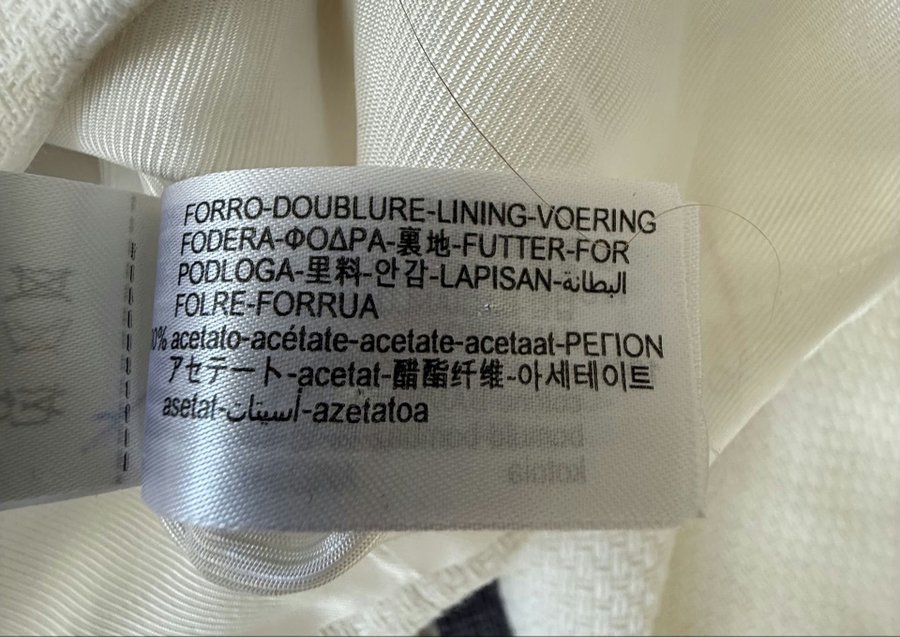 FORRO-DOUBLURE-LINING-VOERING
FODERA-ΦΟΔΡΑ-裏地-FUTTER-FOR
PODLOGA-里料-안감-LAPISAN-البطانة
FOLRE-FORRUA
0% acetato-acétate-acetate-acetaat-ΡΕΓΙΟΝ
アセテート-acetat-醋酯纤维-아세테이트
asetat-أسيتات-azetatoa